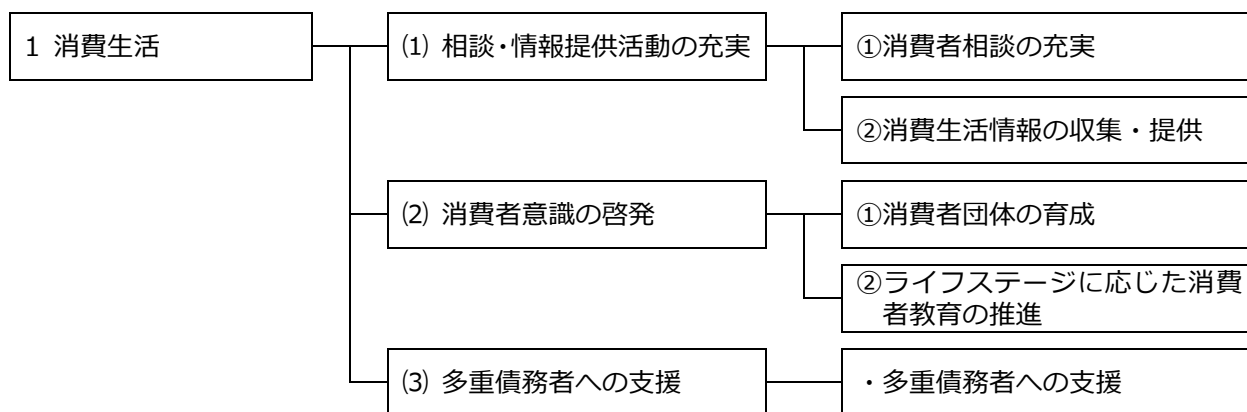 1 消費生活
⑴ 相談・情報提供活動の充実
①消費者相談の充実
②消費生活情報の収集・提供
⑵ 消費者意識の啓発
①消費者団体の育成
②ライフステージに応じた消費
者教育の推進
⑶ 多重債務者への支援
・多重債務者への支援